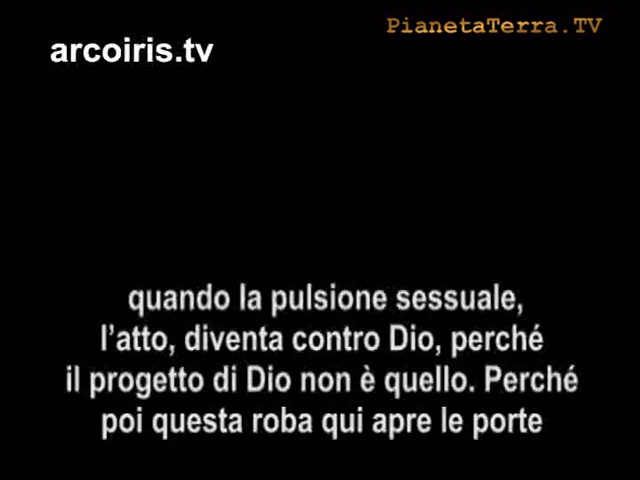 PianetaTerra.TV
arcoiris.tv
quando la pulsione sessuale,
l'atto, diventa contro Dio, perché
il progetto di Dio non è quello. Perché
poi questa roba qui apre le porte